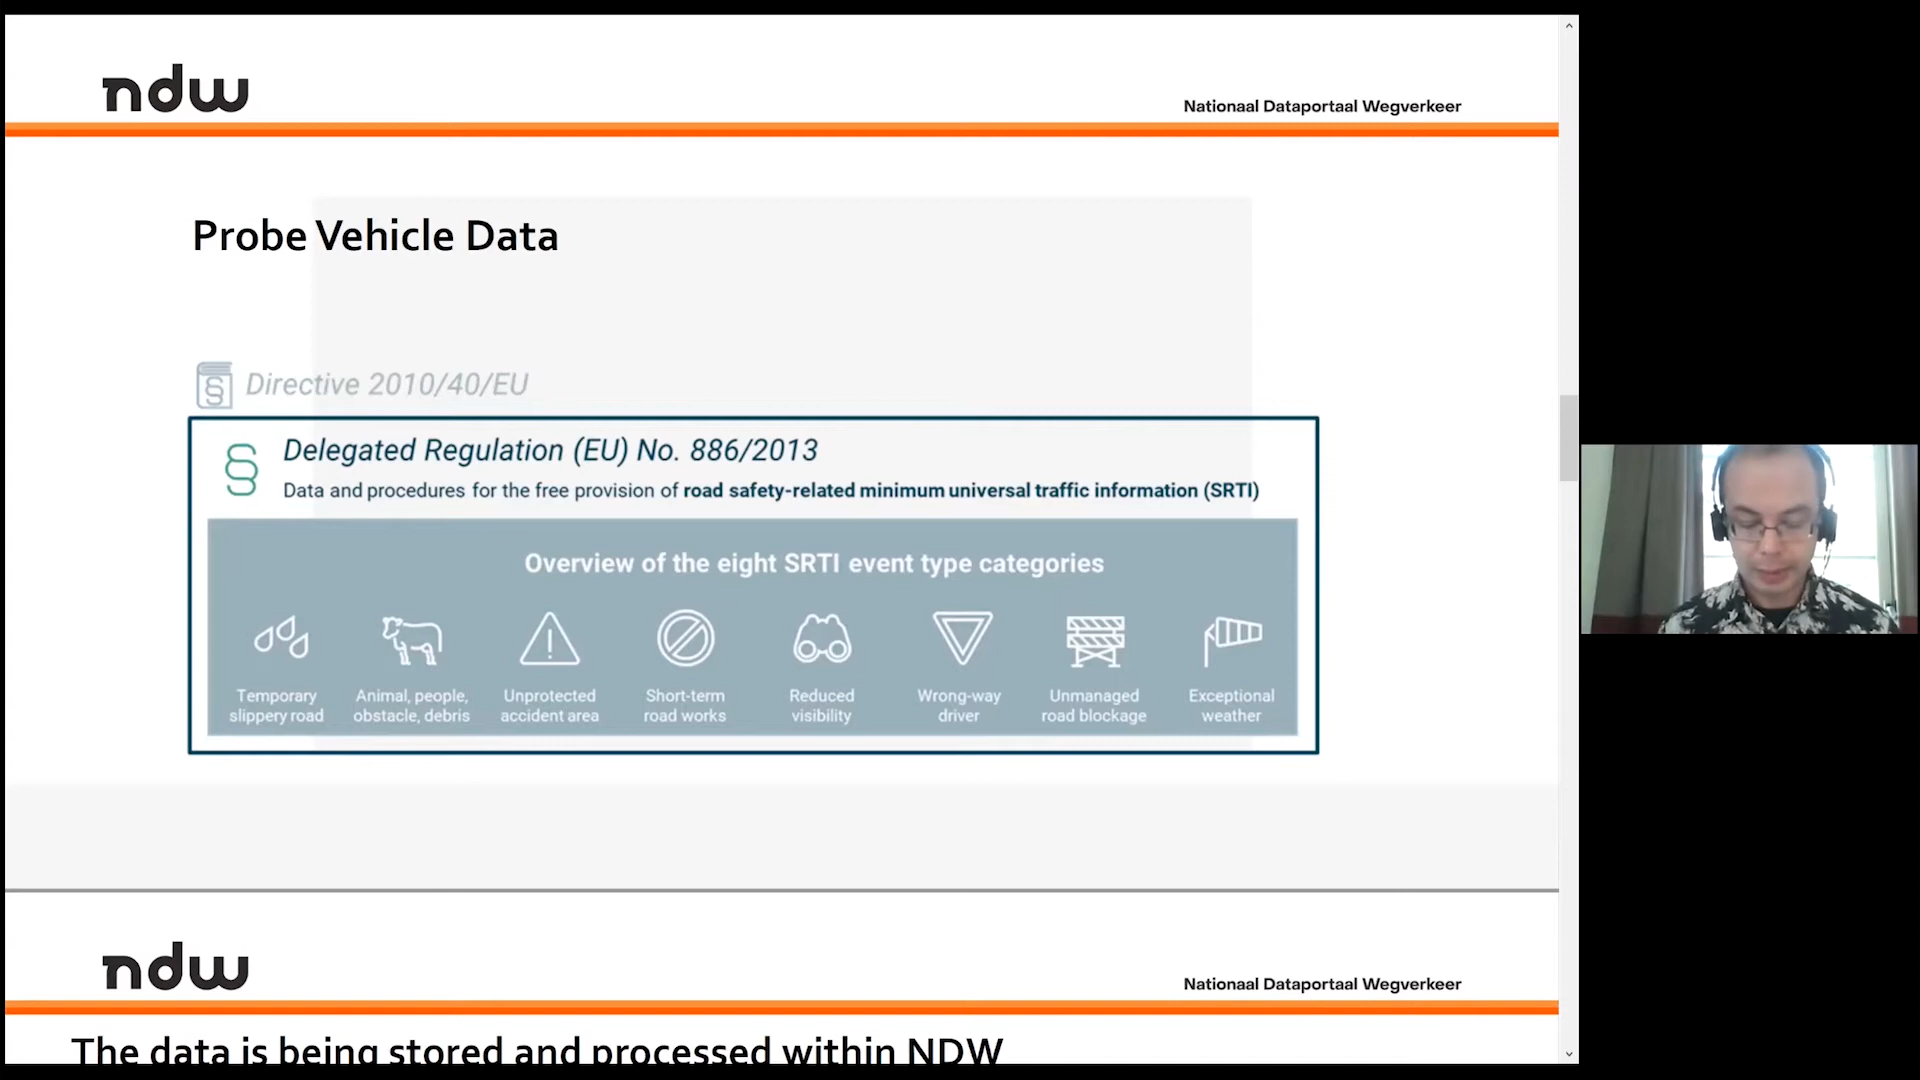 ndw
Nationaal Dataportaal Wegverkeer
Probe Vehicle Data
§ Directive 2010/40/EU
§ Delegated Regulation (EU) No. 886/2013
Data and procedures for the free provision of road safety-related minimum universal traffic information (SRTI)
Overview of the eight SRTI event type categories
Temporary
slippery road
Animal, people,
obstacle, debris
Unprotected
accident area
Short-term
road works
Reduced
visibility
Wrong-way
driver
Unmanaged
road blockage
Exceptional
weather
ndw
Nationaal Dataportaal Wegverkeer
The data is being stored and processed within NDW